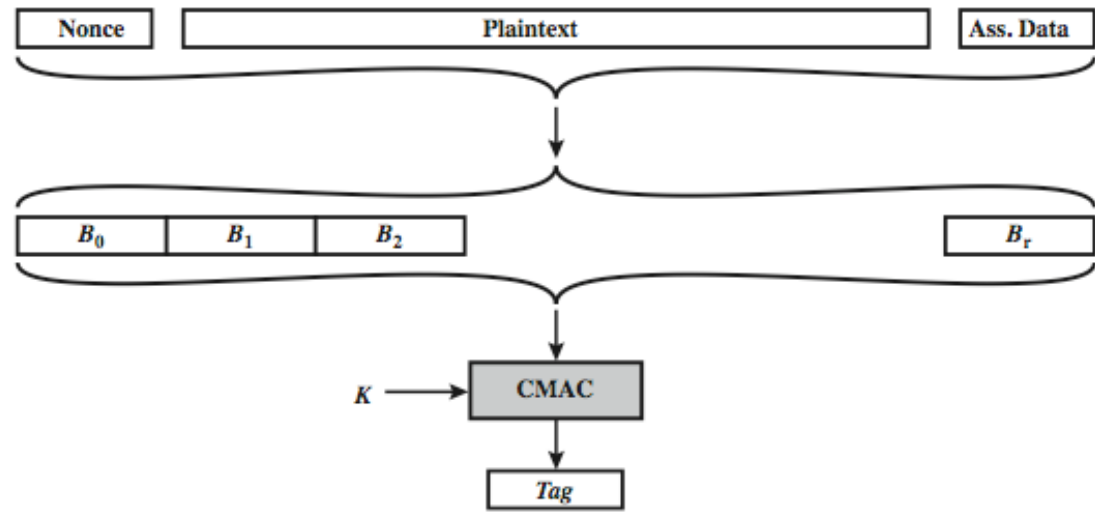 Nonce Plaintext Ass. Data
B₀ B₁ B₂ Bᵣ
K CMAC
Tag